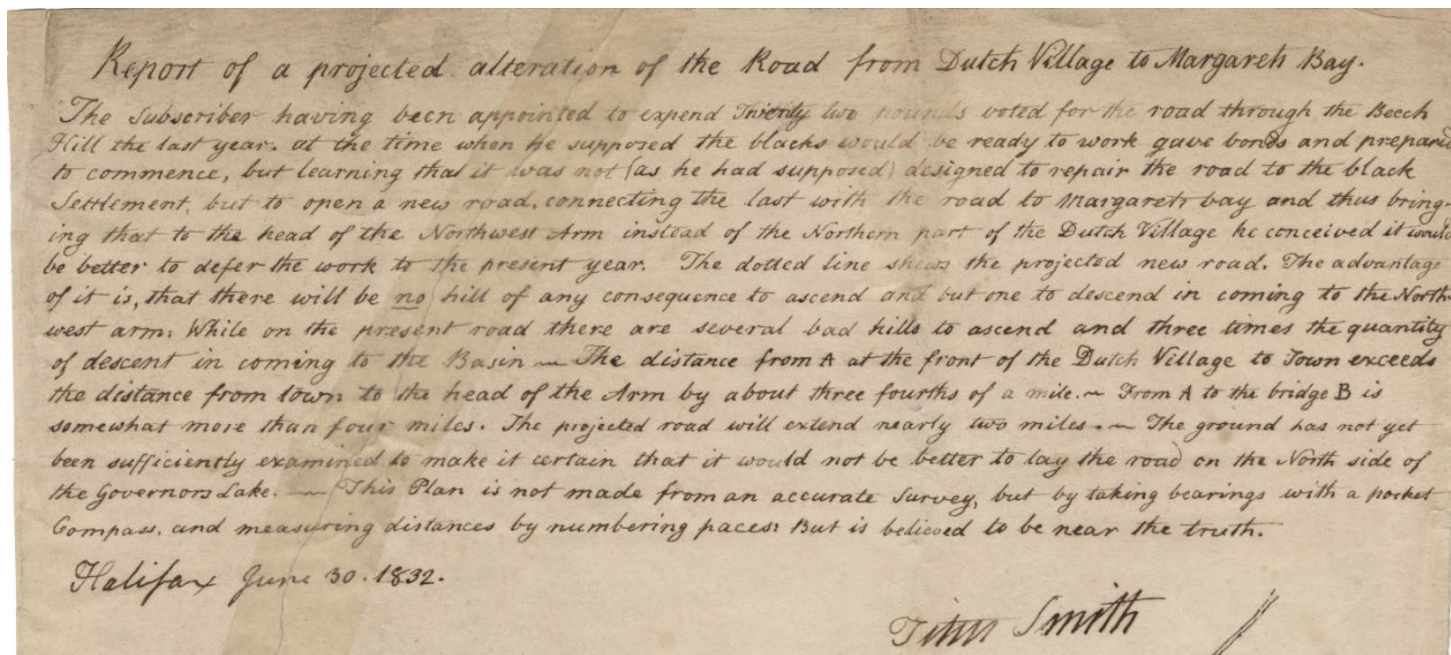 Report of a projected alteration of the Road from Dutch Village to Margarets Bay.
The Subscriber having been appointed to expend Twenty two pounds voted for the road through the Beech
Hill the last year. at the time when he supposed the blacks would be ready to work gave bonds and prepared
to commence, but learning that it was not (as he had supposed) designed to repair the road to the black
Settlement, but to open a new road, connecting the last with the road to Margarets bay and thus bring-
ing that to the head of the Northwest Arm instead of the Northern part of the Dutch Village he conceived it would
be better to defer the work to the present year. The dotted line shews the projected new road. The advantage
of it is, that there will be no hill of any consequence to ascend and but one to descend in coming to the North
west arm: While on the present road there are several bad hills to ascend and three times the quantity
of descent in coming to the Basin — The distance from A at the front of the Dutch Village to Town exceeds
the distance from town to the head of the Arm by about three fourths of a mile. — From A to the bridge B is
somewhat more than four miles. The projected road will extend nearly two miles. — The ground has not yet
been sufficiently examined to make it certain that it would not be better to lay the road on the North side of
the Governors Lake. — This Plan is not made from an accurate Survey, but by taking bearings with a pocket
Compass, and measuring distances by numbering paces: But is believed to be near the truth.
Halifax June 30. 1832.
Titus Smith